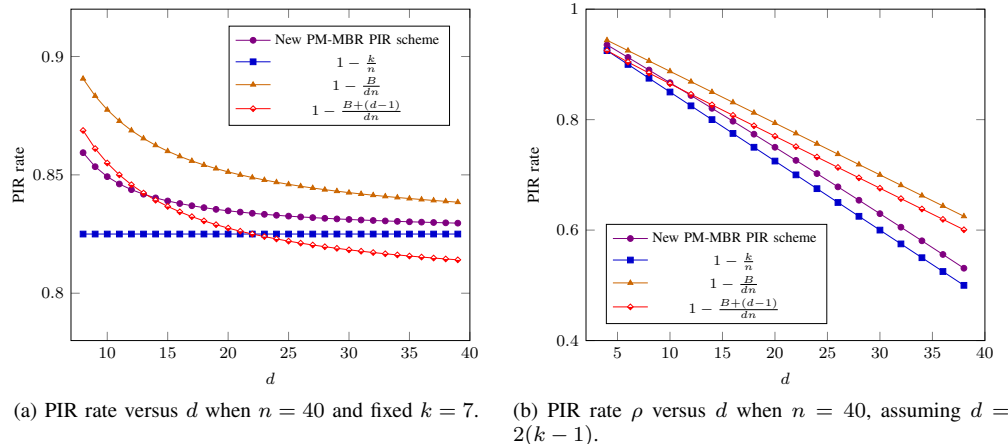 0.9
0.85
0.8
PIR rate
10 15 20 25 30 35 40
d
New PM-MBR PIR scheme
1 − k/n
1 − B/dn
1 − B+(d−1)/dn
(a) PIR rate versus d when n = 40 and fixed k = 7.
1
0.8
0.6
0.4
PIR rate
5 10 15 20 25 30 35 40
d
New PM-MBR PIR scheme
1 − k/n
1 − B/dn
1 − B+(d−1)/dn
(b) PIR rate ρ versus d when n = 40, assuming d =
2(k − 1).